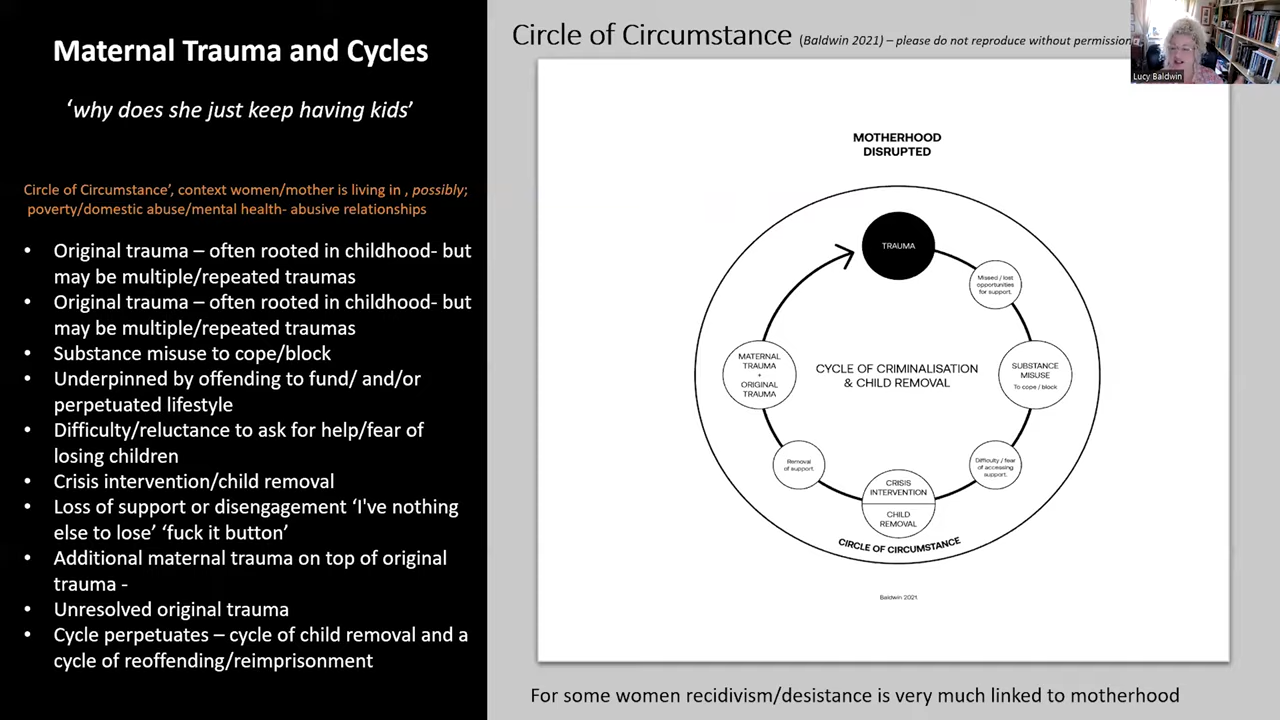 Maternal Trauma and Cycles
‘why does she just keep having kids’
Circle of Circumstance’, context women/mother is living in , possibly;
poverty/domestic abuse/mental health- abusive relationships
• Original trauma – often rooted in childhood- but
may be multiple/repeated traumas
• Original trauma – often rooted in childhood- but
may be multiple/repeated traumas
• Substance misuse to cope/block
• Underpinned by offending to fund/ and/or
perpetuated lifestyle
• Difficulty/reluctance to ask for help/fear of
losing children
• Crisis intervention/child removal
• Loss of support or disengagement ‘I've nothing
else to lose’ ‘fuck it button’
• Additional maternal trauma on top of original
trauma -
• Unresolved original trauma
• Cycle perpetuates – cycle of child removal and a
cycle of reoffending/reimprisonment
Circle of Circumstance (Baldwin 2021) – please do not reproduce without permission
Lucy Baldwin
MOTHERHOOD
DISRUPTED
TRAUMA
Missed / lost
opportunities
for support.
SUBSTANCE
MISUSE
To cope / block
Difficulty / fear
of accessing
support.
CRISIS
INTERVENTION
CHILD
REMOVAL
Removal
of support.
MATERNAL
TRAUMA
+
ORIGINAL
TRAUMA
CYCLE OF CRIMINALISATION
& CHILD REMOVAL
CIRCLE OF CIRCUMSTANCE
Baldwin 2021
For some women recidivism/desistance is very much linked to motherhood